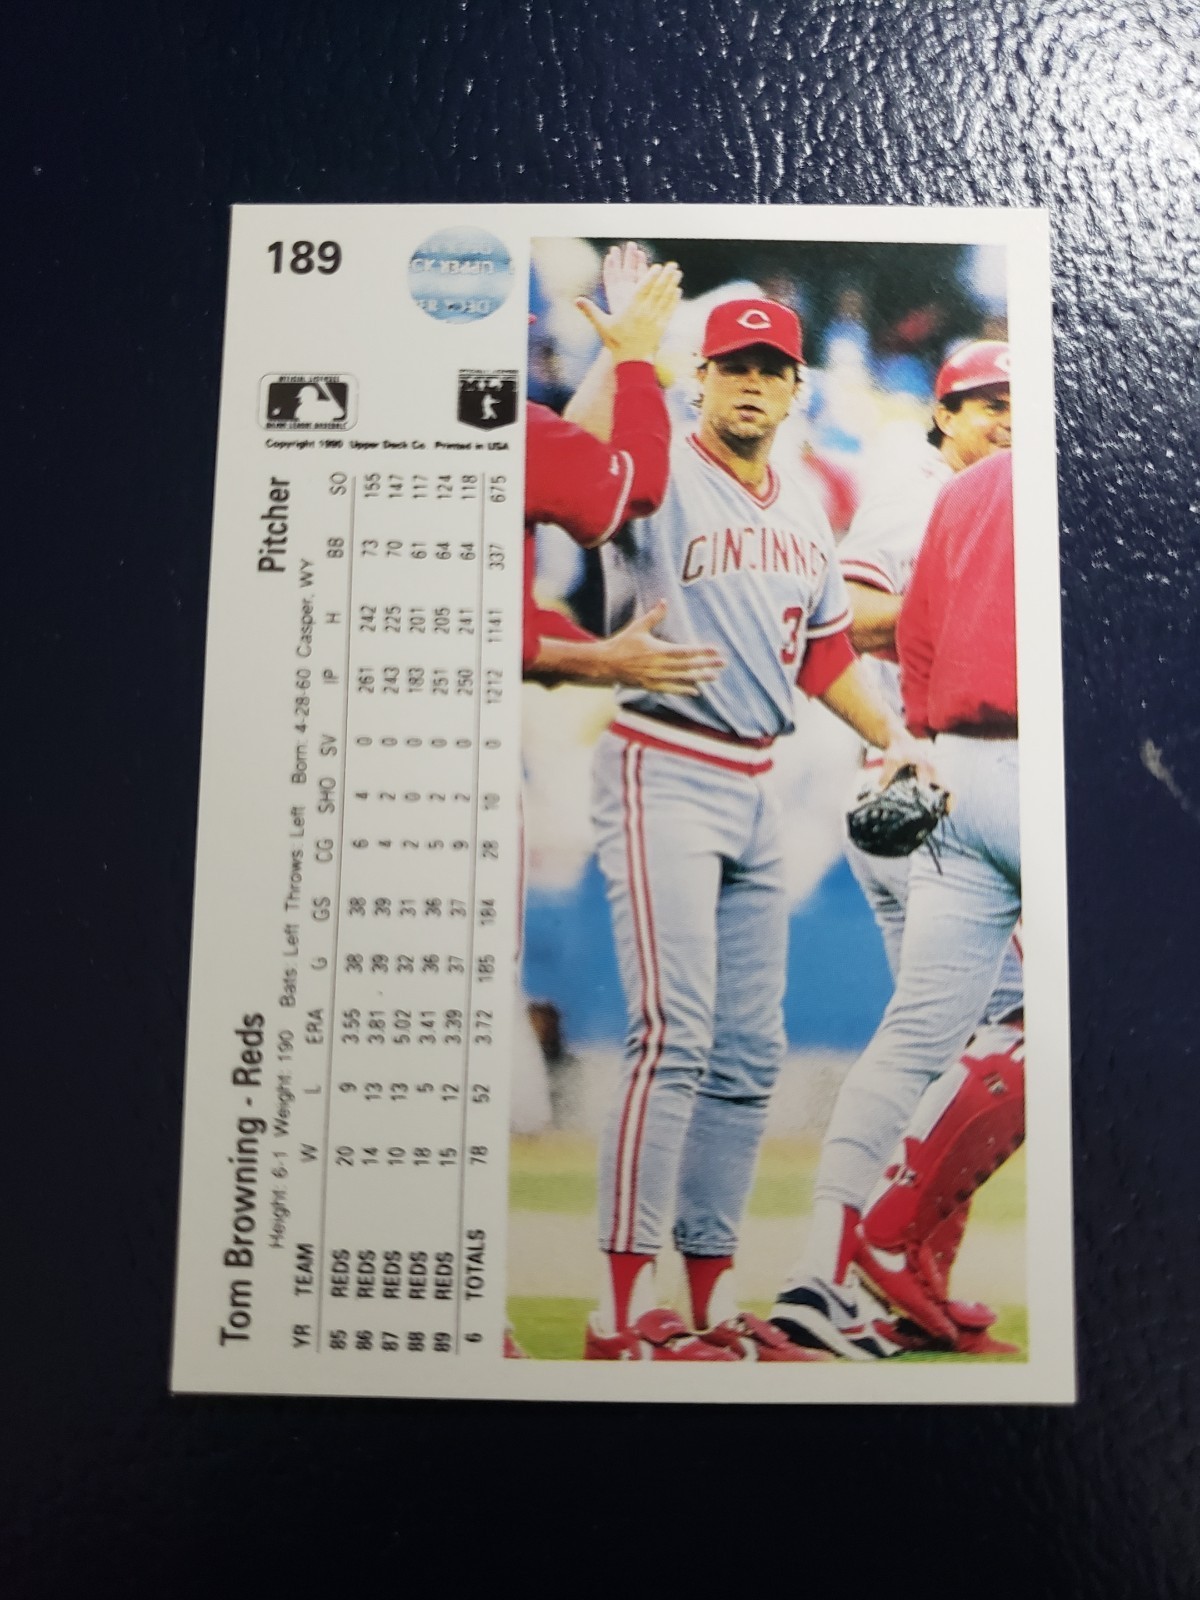 189
UPPER DECK
Tom Browning - Reds Pitcher
Height: 6-1 Weight: 190 Bats: Left Throws: Left Born: 4-28-60 Casper, WY
YR TEAM W L ERA G GS CG SHO SV IP H BB SO
85 REDS 20 9 3.55 38 38 6 4 0 261 242 73 155
86 REDS 14 13 3.81 39 39 4 2 0 243 225 70 147
87 REDS 10 13 5.02 32 31 2 0 0 183 201 61 117
88 REDS 18 5 3.41 36 36 5 2 0 251 205 64 124
89 REDS 15 12 3.39 37 37 9 2 0 250 241 64 118
6 TOTALS 78 52 3.72 185 184 28 10 0 1212 1141 337 675
Copyright 1990 Upper Deck Co. Printed in USA
C
CINCINNA
3